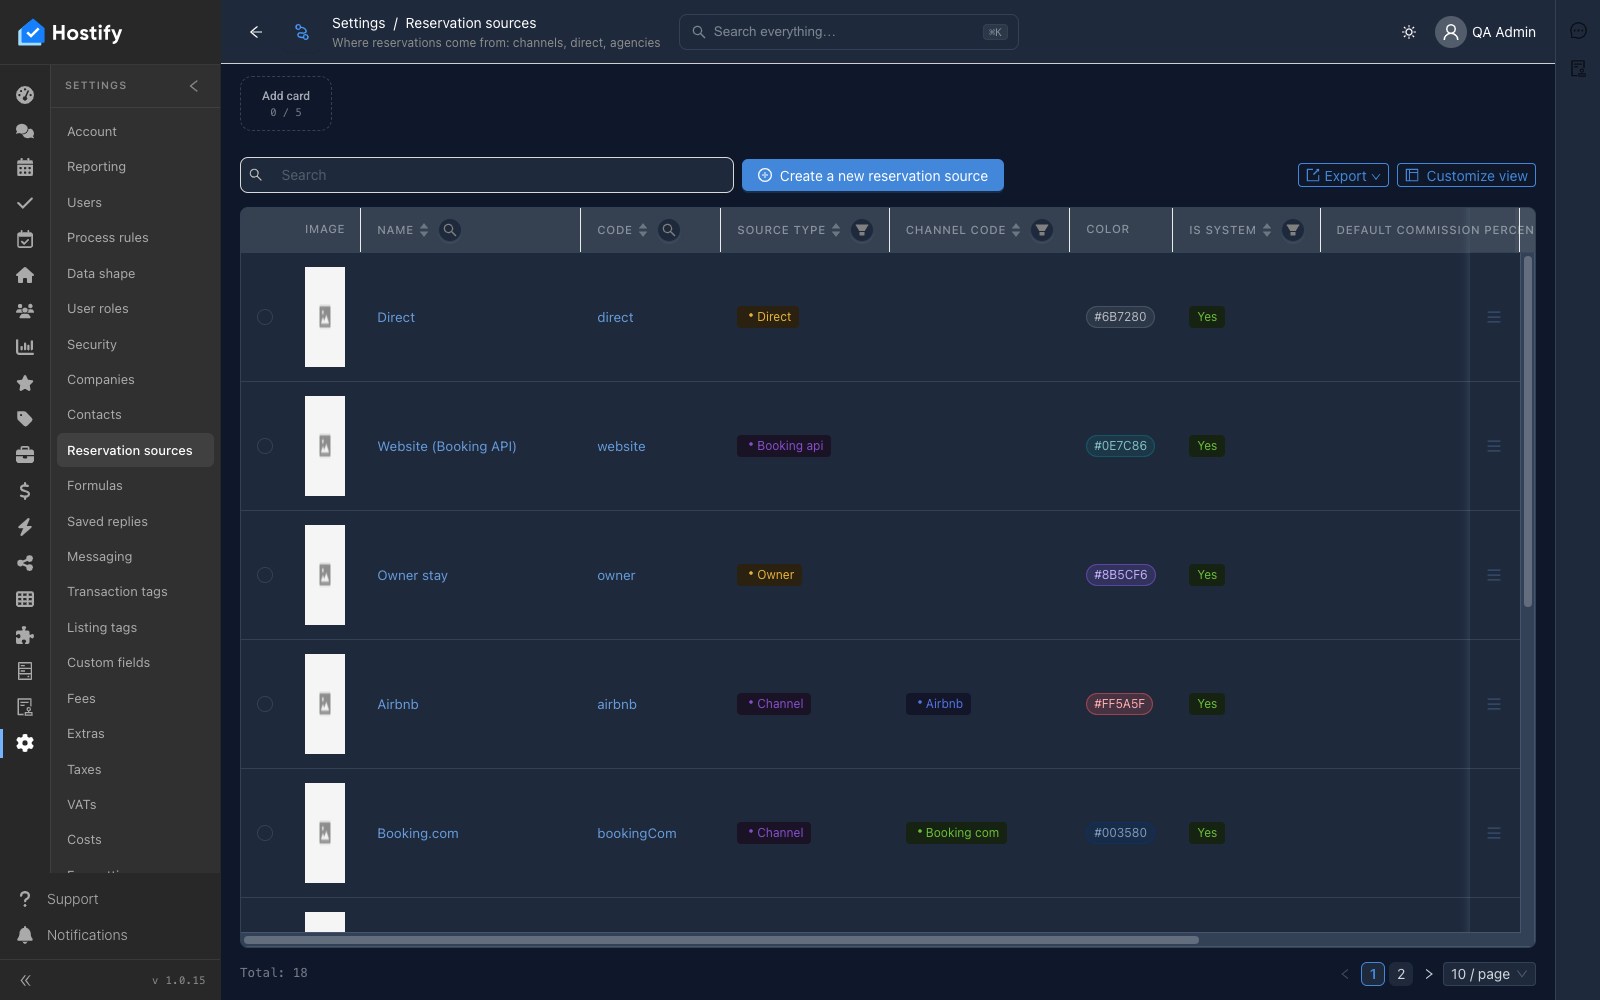 Hostify
SETTINGS
Account
Reporting
Users
Process rules
Data shape
User roles
Security
Companies
Contacts
Reservation sources
Formulas
Saved replies
Messaging
Transaction tags
Listing tags
Custom fields
Fees
Extras
Taxes
VATs
Costs
Support
Notifications
v 1.0.15
Settings / Reservation sources
Where reservations come from: channels, direct, agencies
Search everything...
⌘K
QA Admin
Add card
0 / 5
Search
Create a new reservation source
Export
Customize view
IMAGE NAME CODE SOURCE TYPE CHANNEL CODE COLOR IS SYSTEM DEFAULT COMMISSION PERCEN
Direct direct • Direct #6B7280 Yes
Website (Booking API) website • Booking api #0E7C86 Yes
Owner stay owner • Owner #8B5CF6 Yes
Airbnb airbnb • Channel • Airbnb #FF5A5F Yes
Booking.com bookingCom • Channel • Booking com #003580 Yes
Total: 18
1 2
10 / page